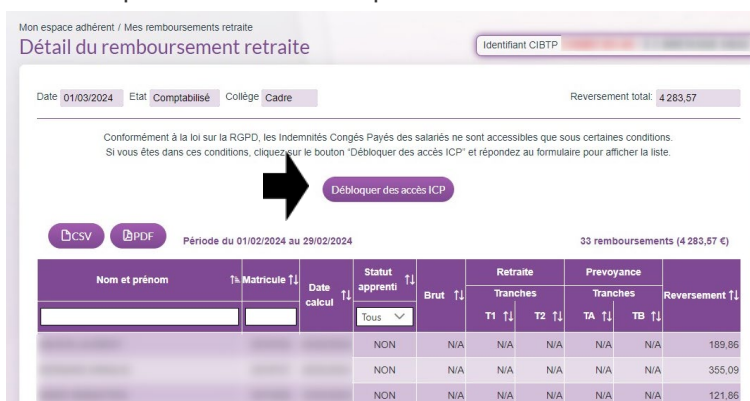 Mon espace adhérent / Mes remboursements retraite
Détail du remboursement retraite
Identifiant CIBTP
Date 01/03/2024 Etat Comptabilisé Collège Cadre Reversement total: 4 283,57
Conformément à la loi sur la RGPD, les Indemnités Congés Payés des salariés ne sont accessibles que sous certaines conditions.
Si vous êtes dans ces conditions, cliquez sur le bouton "Débloquer des accès ICP" et répondez au formulaire pour afficher la liste.
Débloquer des accès ICP
CSV PDF Période du 01/02/2024 au 29/02/2024 33 remboursements (4 283,57 €)
Nom et prénom Matricule Date calcul Statut apprenti Brut Retraite Prevoyance Reversement
Tranches Tranches
Tous T1 T2 TA TB
NON N/A N/A N/A N/A N/A 189,86
NON N/A N/A N/A N/A N/A 355,09
NON N/A N/A N/A N/A N/A 121,86